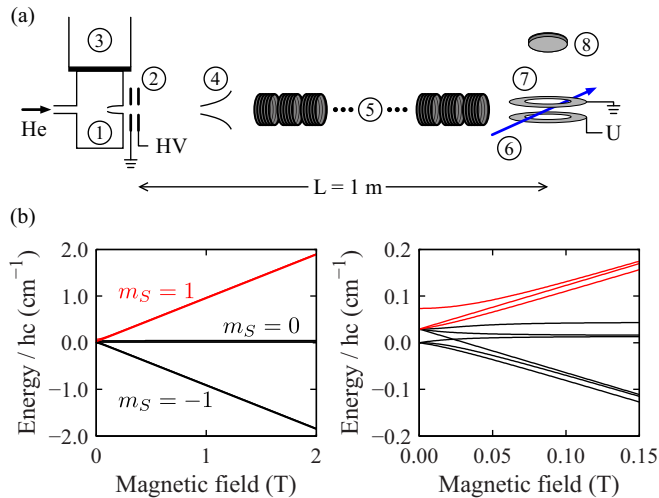 (a)
3
2
4
8
7
He
1
HV
5
6
U
L = 1 m
(b)
Energy / hc (cm⁻¹)
2.0
1.0
0.0
−1.0
−2.0
m_S = 1
m_S = 0
m_S = −1
0
1
2
Magnetic field (T)
Energy / hc (cm⁻¹)
0.2
0.1
0.0
−0.1
−0.2
0.00
0.05
0.10
0.15
Magnetic field (T)